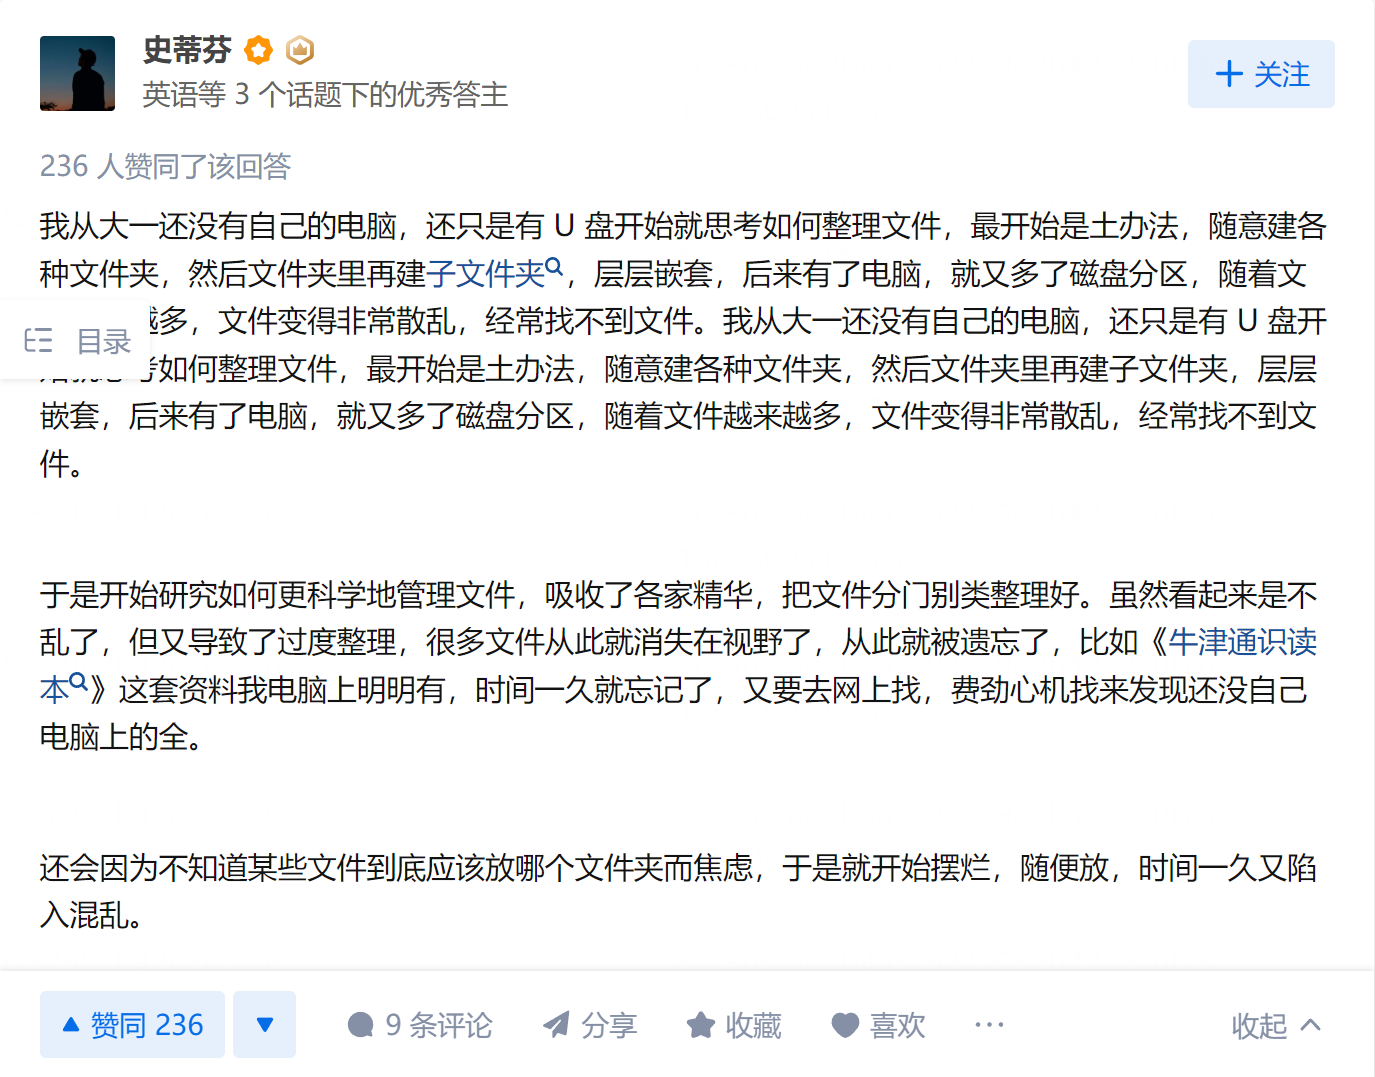 史蒂芬
英语等 3 个话题下的优秀答主
+ 关注
236 人赞同了该回答
我从大一还没有自己的电脑，还只是有 U 盘开始就思考如何整理文件，最开始是土办法，随意建各
种文件夹，然后文件夹里再建子文件夹，层层嵌套，后来有了电脑，就又多了磁盘分区，随着文
越多，文件变得非常散乱，经常找不到文件。我从大一还没有自己的电脑，还只是有 U 盘开
目录
如何整理文件，最开始是土办法，随意建各种文件夹，然后文件夹里再建子文件夹，层层
嵌套，后来有了电脑，就又多了磁盘分区，随着文件越来越多，文件变得非常散乱，经常找不到文
件。
于是开始研究如何更科学地管理文件，吸收了各家精华，把文件分门别类整理好。虽然看起来是不
乱了，但又导致了过度整理，很多文件从此就消失在视野了，从此就被遗忘了，比如《牛津通识读
本》这套资料我电脑上明明有，时间一久就忘记了，又要去网上找，费劲心机找来发现还没自己
电脑上的全。
还会因为不知道某些文件到底应该放哪个文件夹而焦虑，于是就开始摆烂，随便放，时间一久又陷
入混乱。
赞同 236
9 条评论
分享
收藏
喜欢
···
收起